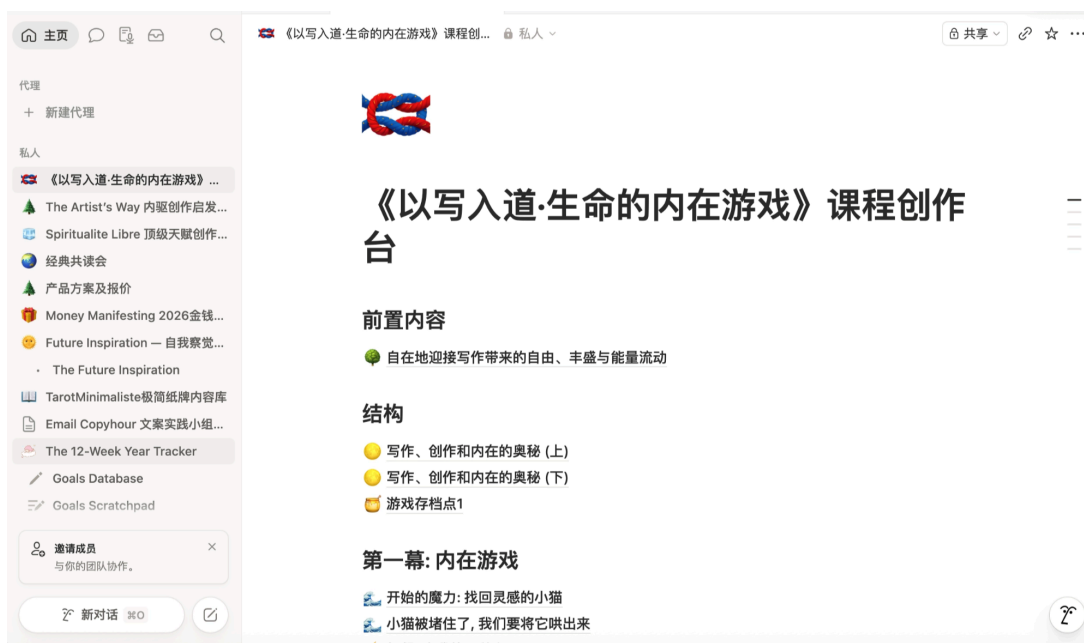 主页
代理
新建代理
私人
《以写入道·生命的内在游戏》...
The Artist’s Way 内驱创作启发...
Spiritualite Libre 顶级天赋创作...
经典共读会
产品方案及报价
Money Manifesting 2026金钱...
Future Inspiration — 自我察觉...
The Future Inspiration
TarotMinimaliste极简纸牌内容库
Email Copyhour 文案实践小组...
The 12-Week Year Tracker
Goals Database
Goals Scratchpad
邀请成员
与你的团队协作。
新对话 ⌘O
《以写入道·生命的内在游戏》课程创... 私人
共享
《以写入道·生命的内在游戏》课程创作
台
前置内容
自在地迎接写作带来的自由、丰盛与能量流动
结构
写作、创作和内在的奥秘 (上)
写作、创作和内在的奥秘 (下)
游戏存档点1
第一幕: 内在游戏
开始的魔力: 找回灵感的小猫
小猫被堵住了, 我们要将它哄出来